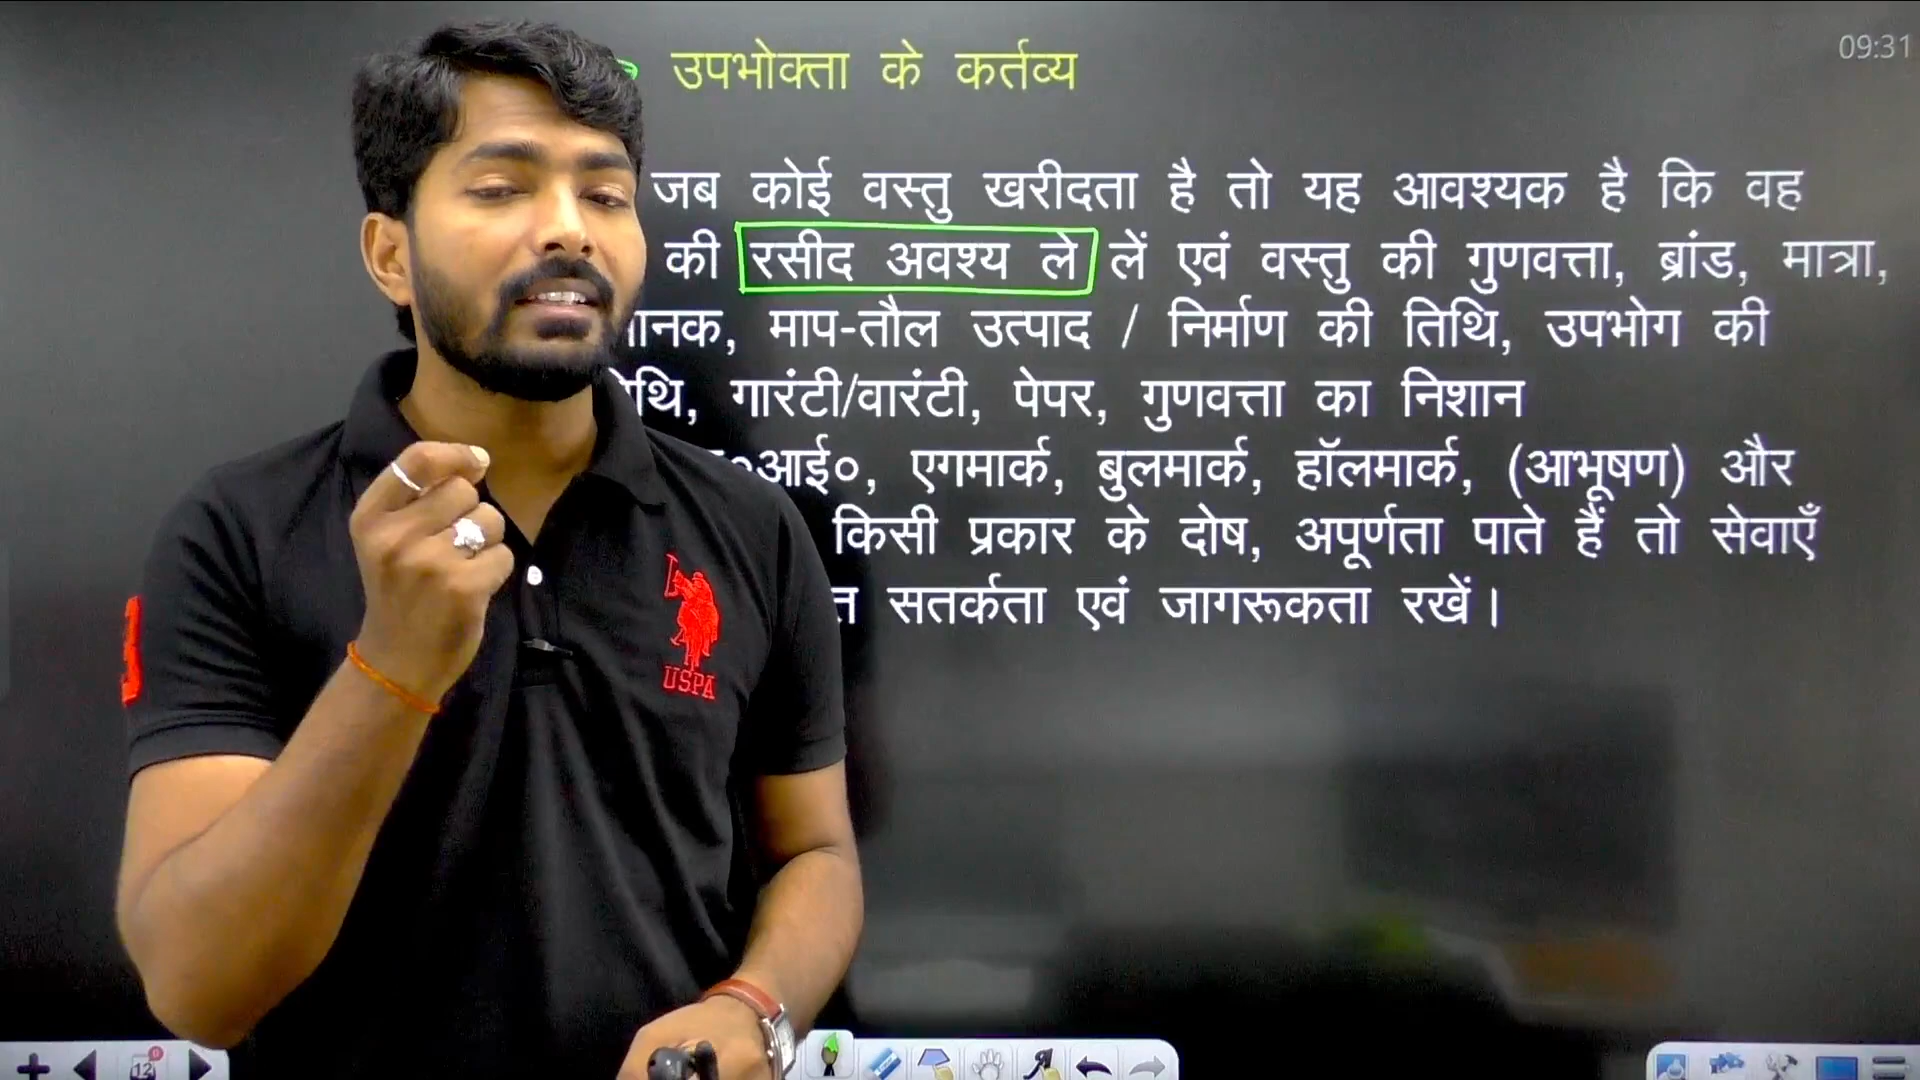 उपभोक्ता के कर्तव्य
09:31
जब कोई वस्तु खरीदता है तो यह आवश्यक है कि वह
की रसीद अवश्य ले लें एवं वस्तु की गुणवत्ता, ब्रांड, मात्रा,
माप-तौल उत्पाद / निर्माण की तिथि, उपभोग की
गारंटी/वारंटी, पेपर, गुणवत्ता का निशान
आई०, एगमार्क, बुलमार्क, हॉलमार्क, (आभूषण) और
किसी प्रकार के दोष, अपूर्णता पाते हैं तो सेवाएँ
सतर्कता एवं जागरूकता रखें।
USPA
12